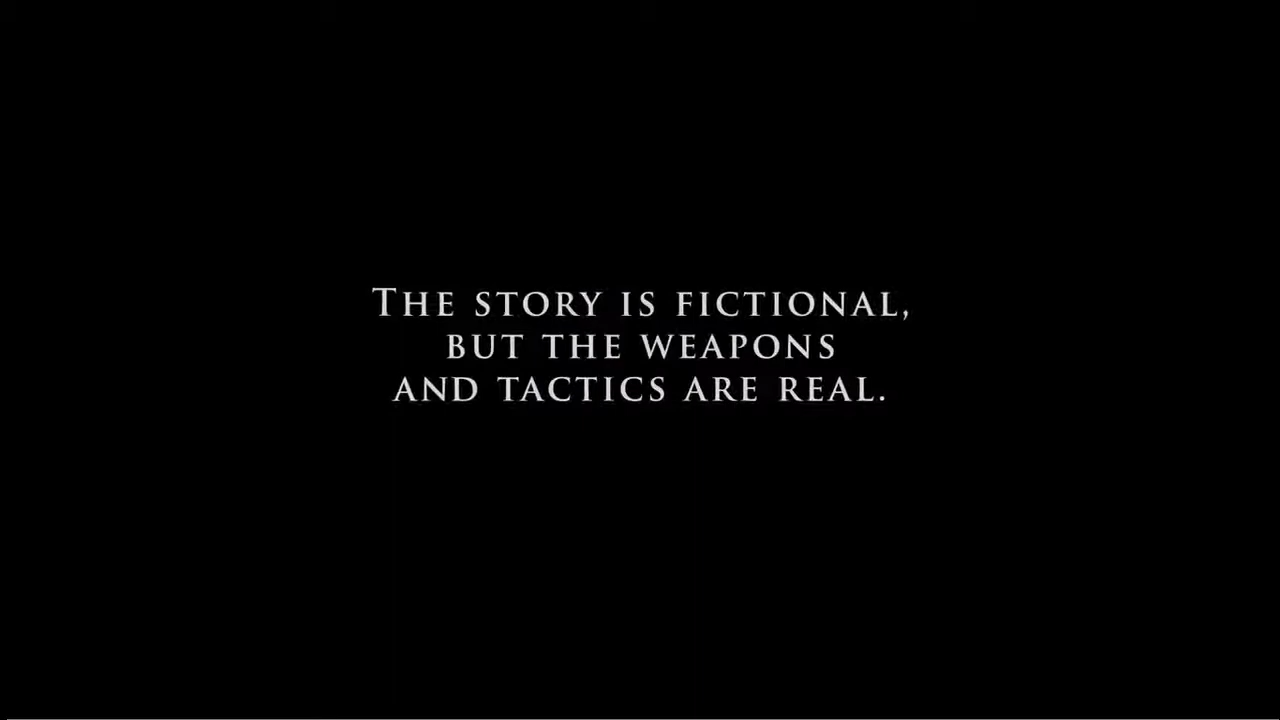 The story is fictional,
but the weapons
and tactics are real.